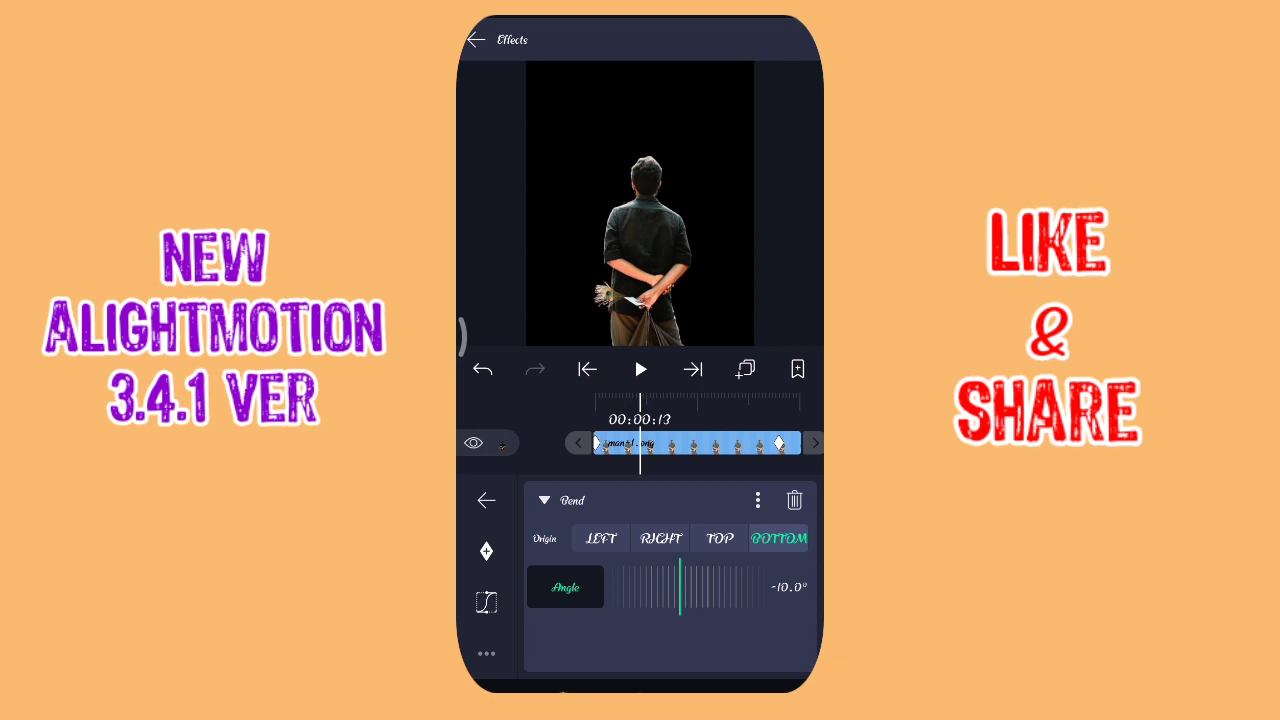 Effects
NEW
ALIGHTMOTION
3.4.1 VER
LIKE
&
SHARE
00:00:13
Bend
Origin
LEFT
RIGHT
TOP
BOTTOM
Angle
-10.0°